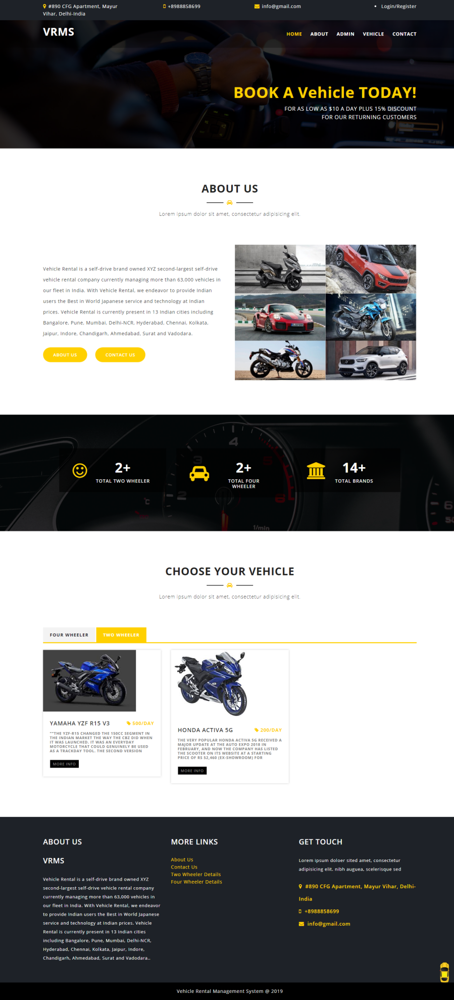 #890 CFG Apartment, Mayur
Vihar, Delhi-India
+8988858699
info@gmail.com
Login/Register
VRMS
HOME ABOUT ADMIN VEHICLE CONTACT
BOOK A Vehicle TODAY!
FOR AS LOW AS $10 A DAY PLUS 15% DISCOUNT
FOR OUR RETURNING CUSTOMERS
ABOUT US
Lorem ipsum dolor sit amet, consectetur adipisicing elit.
Vehicle Rental is a self-drive brand owned XYZ second-largest self-drive
vehicle rental company currently managing more than 63,000 vehicles in
our fleet in India. With Vehicle Rental, we endeavor to provide Indian
users the Best in World Japanese service and technology at Indian
prices. Vehicle Rental is currently present in 13 Indian cities including
Bangalore, Pune, Mumbai, Delhi-NCR, Hyderabad, Chennai, Kolkata,
Jaipur, Indore, Chandigarh, Ahmedabad, Surat and Vadodara.
ABOUT US
CONTACT US
2+
TOTAL TWO WHEELER
2+
TOTAL FOUR
WHEELER
14+
TOTAL BRANDS
4
3
5
2
6
°C
1/min
6
50
CHOOSE YOUR VEHICLE
Lorem ipsum dolor sit amet, consectetur adipisicing elit.
FOUR WHEELER
TWO WHEELER
YAMAHA YZF R15 V3
500/DAY
""THE YZF-R15 CHANGED THE 150CC SEGMENT IN
THE INDIAN MARKET THE WAY THE CBZ DID WHEN
IT WAS LAUNCHED. IT WAS AN EVERYDAY
MOTORCYCLE THAT COULD GENUINELY BE USED
AS A TRACKDAY TOOL. THE SECOND VERSION
MORE INFO
HONDA ACTIVA 5G
200/DAY
THE VERY POPULAR HONDA ACTIVA 5G RECEIVED A
MAJOR UPDATE AT THE AUTO EXPO 2018 IN
FEBRUARY, AND NOW THE COMPANY HAS LISTED
THE SCOOTER ON ITS WEBSITE AT A STARTING
PRICE OF RS 52,460 (EX-SHOWROOM) FOR
MORE INFO
ABOUT US
VRMS
Vehicle Rental is a self-drive brand owned XYZ
second-largest self-drive vehicle rental company
currently managing more than 63,000 vehicles in
our fleet in India. With Vehicle Rental, we endeavor
to provide Indian users the Best in World Japanese
service and technology at Indian prices. Vehicle
Rental is currently present in 13 Indian cities
including Bangalore, Pune, Mumbai, Delhi-NCR,
Hyderabad, Chennai, Kolkata, Jaipur, Indore,
Chandigarh, Ahmedabad, Surat and Vadodara..
MORE LINKS
About Us
Contact Us
Two Wheeler Details
Four Wheeler Details
GET TOUCH
Lorem ipsum doloer sited amet, consectetur
adipisicing elit. nibh auguea, scelerisque sed
#890 CFG Apartment, Mayur Vihar, Delhi-
India
+8988858699
info@gmail.com
Vehicle Rental Management System @ 2019